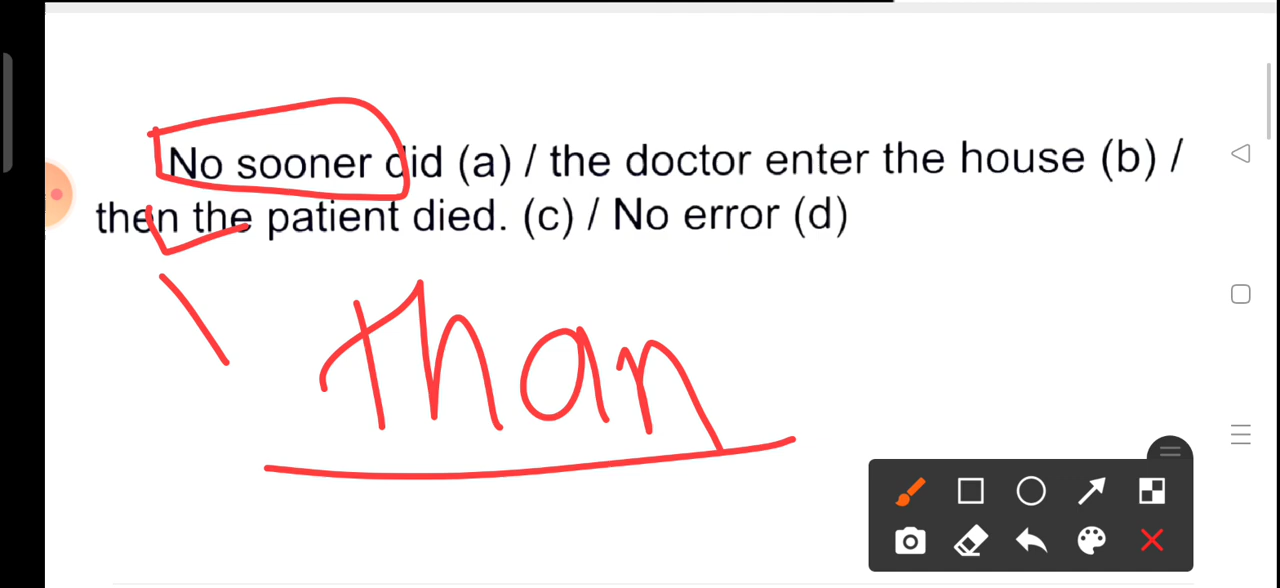 No sooner did (a) / the doctor enter the house (b) /
then the patient died. (c) / No error (d)
than